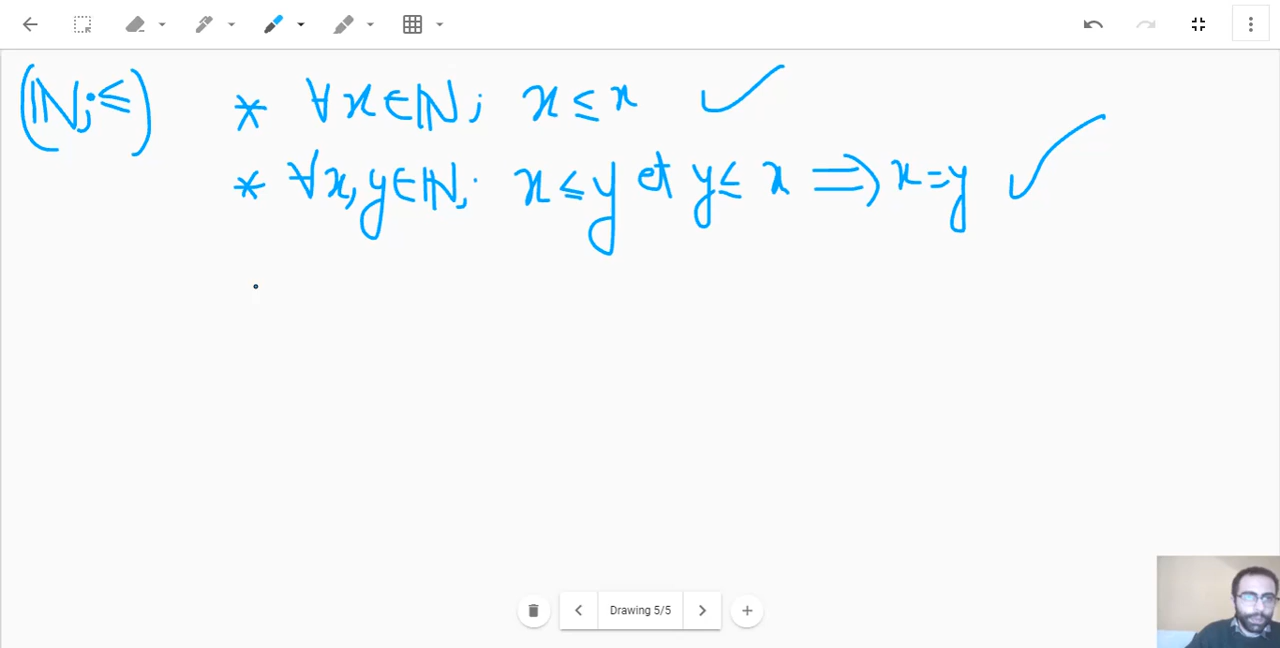 (ℕ; ≤) * ∀x∈ℕ; x ≤ x ✓
* ∀x,y∈ℕ; x ≤ y et y ≤ x ⟹ x = y ✓
Drawing 5/5